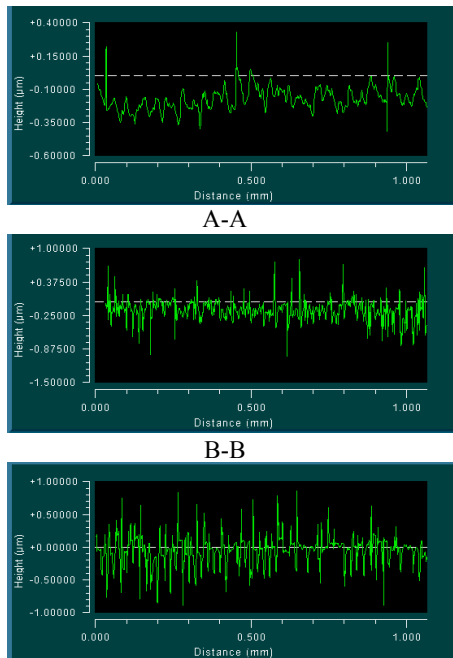 +0.40000
+0.15000
-0.10000
-0.35000
-0.60000
Height (µm)
0.000 0.500 1.000
Distance (mm)
A-A
+1.00000
+0.37500
-0.25000
-0.87500
-1.50000
Height (µm)
0.000 0.500 1.000
Distance (mm)
B-B
+1.00000
+0.50000
+0.00000
-0.50000
-1.00000
Height (µm)
0.000 0.500 1.000
Distance (mm)